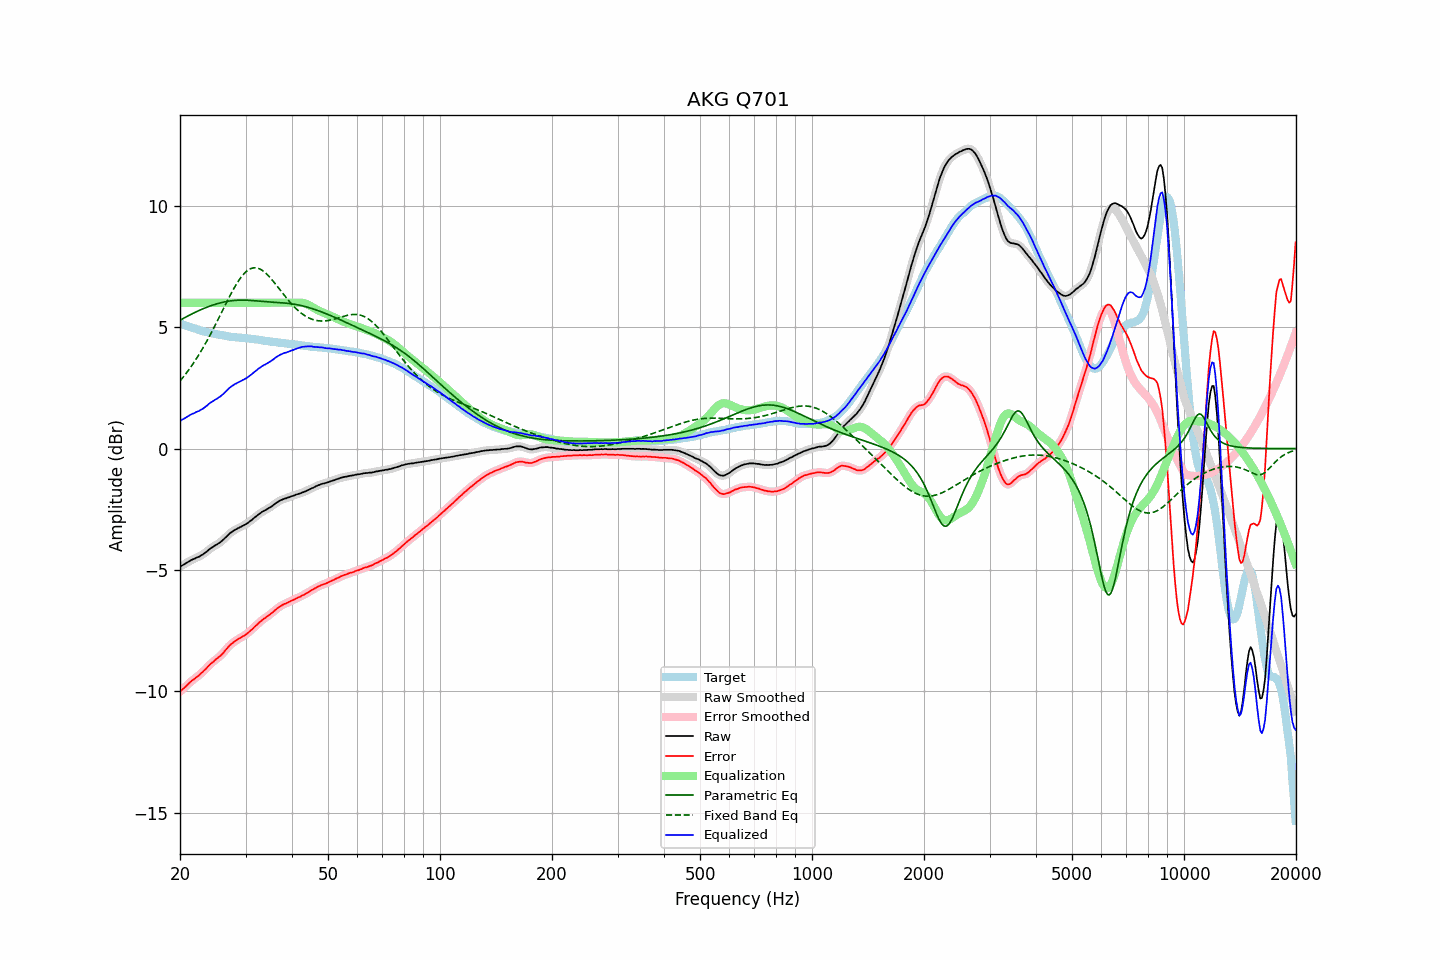 AKG Q701
Amplitude (dBr)
10
5
0
−5
−10
−15
Target
Raw Smoothed
Error Smoothed
Raw
Error
Equalization
Parametric Eq
Fixed Band Eq
Equalized
20 50 100 200 500 1000 2000 5000 10000 20000
Frequency (Hz)